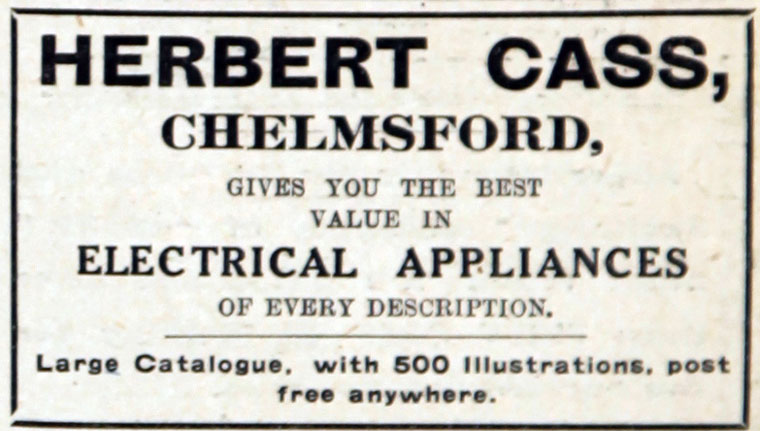 HERBERT CASS,
CHELMSFORD,
GIVES YOU THE BEST
VALUE IN
ELECTRICAL APPLIANCES
OF EVERY DESCRIPTION.
Large Catalogue, with 500 Illustrations, post
free anywhere.